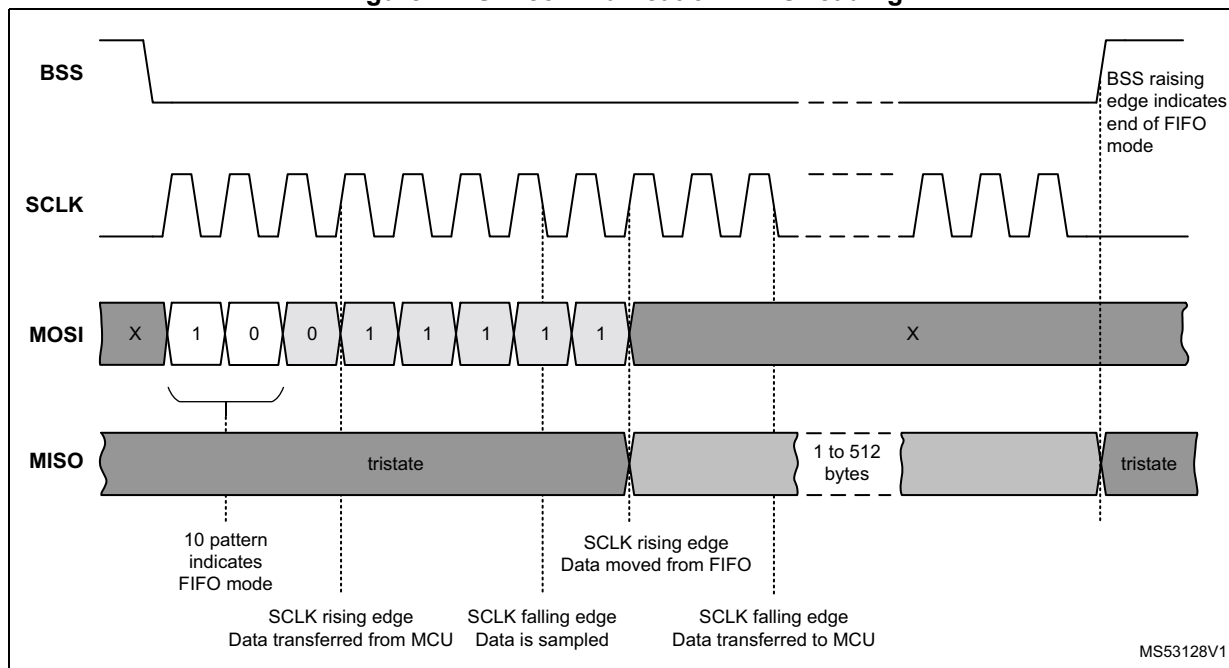 BSS
BSS raising
edge indicates
end of FIFO
mode
SCLK
MOSI
X
1
0
0
1
1
1
1
1
X
MISO
tristate
1 to 512
bytes
tristate
10 pattern
indicates
FIFO mode
SCLK rising edge
Data moved from FIFO
SCLK rising edge
Data transferred from MCU
SCLK falling edge
Data is sampled
SCLK falling edge
Data transferred to MCU
MS53128V1